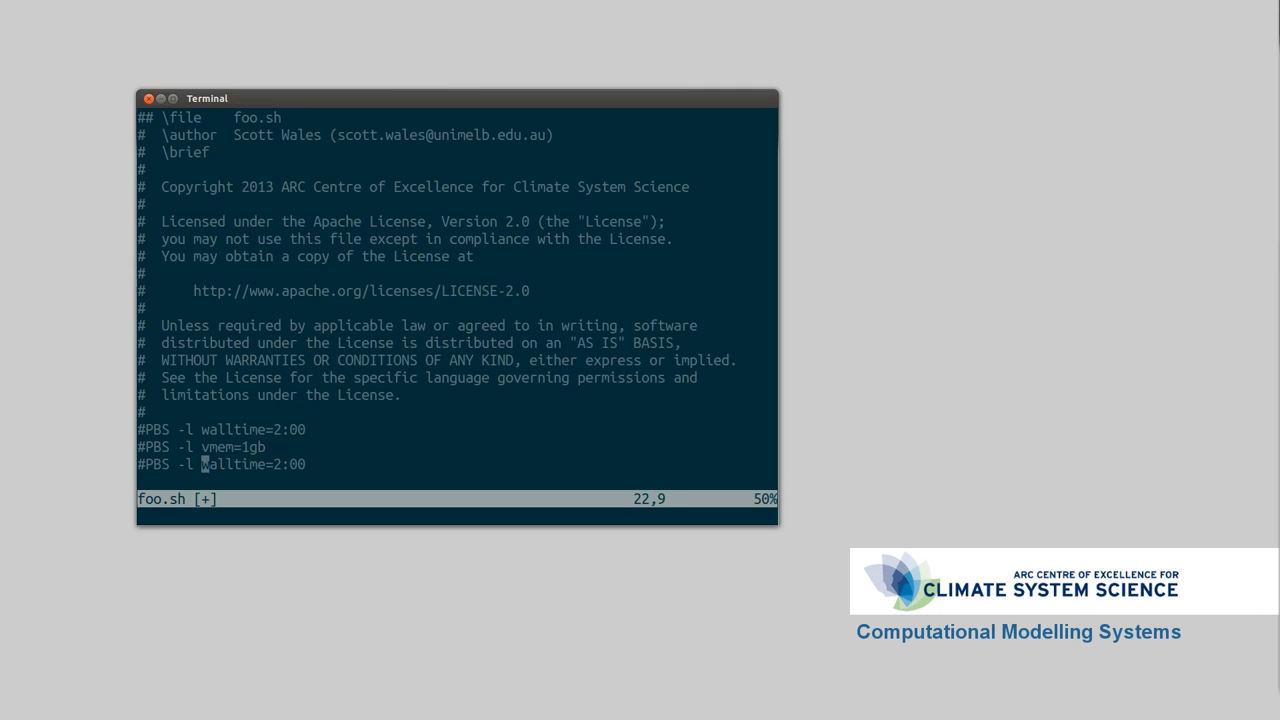 Terminal
## \file    foo.sh
#  \author  Scott Wales (scott.wales@unimelb.edu.au)
#  \brief
#
#  Copyright 2013 ARC Centre of Excellence for Climate System Science
#
#  Licensed under the Apache License, Version 2.0 (the "License");
#  you may not use this file except in compliance with the License.
#  You may obtain a copy of the License at
#
#      http://www.apache.org/licenses/LICENSE-2.0
#
#  Unless required by applicable law or agreed to in writing, software
#  distributed under the License is distributed on an "AS IS" BASIS,
#  WITHOUT WARRANTIES OR CONDITIONS OF ANY KIND, either express or implied.
#  See the License for the specific language governing permissions and
#  limitations under the License.
#
#PBS -l walltime=2:00
#PBS -l vmem=1gb
#PBS -l walltime=2:00
foo.sh [+]    22,9    50%
ARC CENTRE OF EXCELLENCE FOR
CLIMATE SYSTEM SCIENCE
Computational Modelling Systems